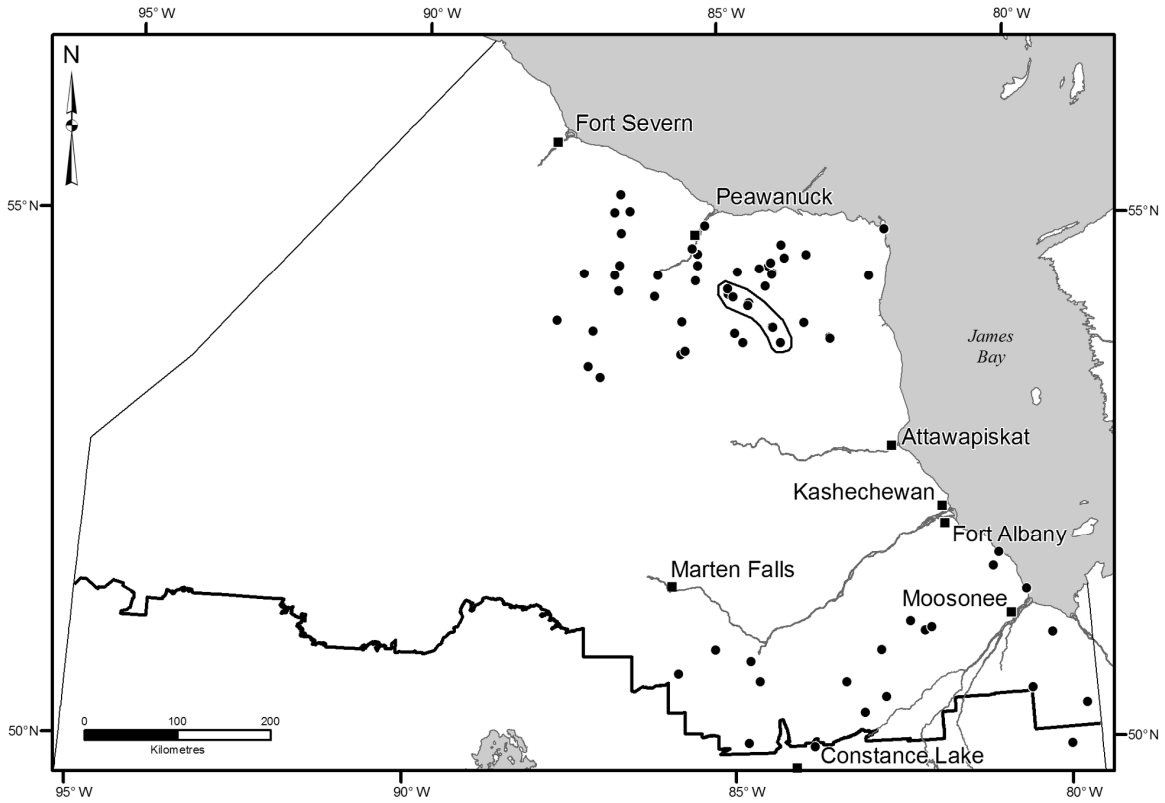 95° W 90° W 85° W 80° W
N
Fort Severn
Peawanuck
55° N 55° N
James
Bay
Attawapiskat
Kashechewan
Fort Albany
Marten Falls
Moosonee
0 100 200
Kilometres
50° N 50° N
Constance Lake
95° W 90° W 85° W 80° W